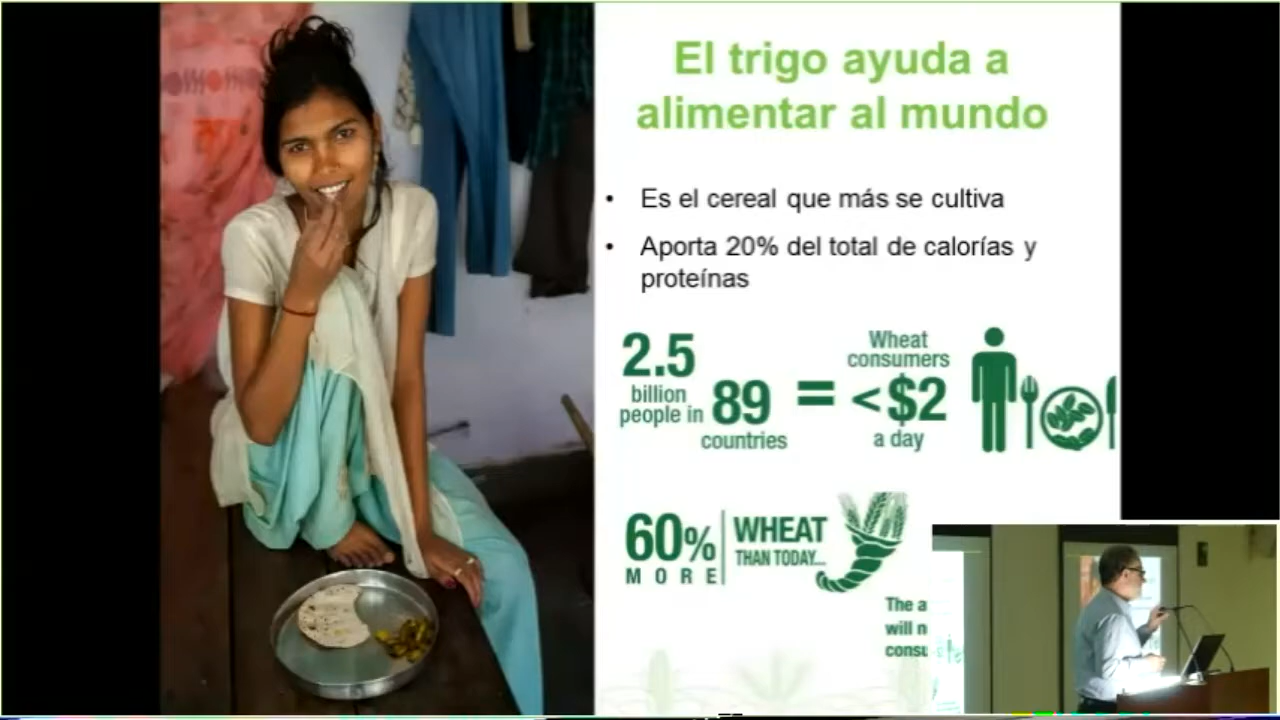 El trigo ayuda a
alimentar al mundo
• Es el cereal que más se cultiva
• Aporta 20% del total de calorías y
proteínas
2.5
billion
people in 89
countries
=
Wheat
consumers
<$2
a day
60%
MORE
WHEAT
THAN TODAY...
The a
will n
consu